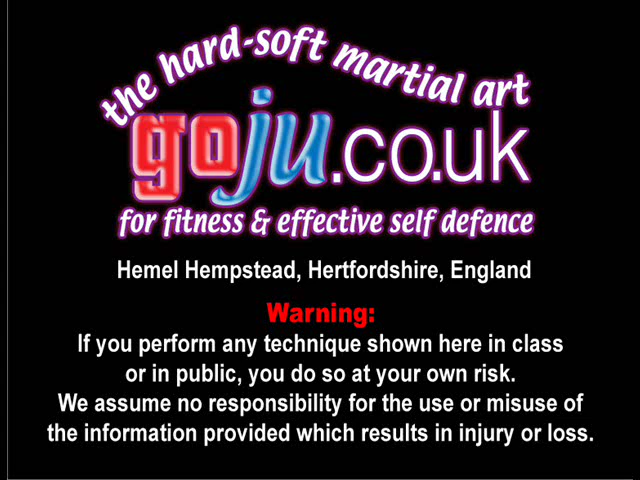 the hard-soft martial art
goju.co.uk
for fitness & effective self defence
Hemel Hempstead, Hertfordshire, England
Warning:
If you perform any technique shown here in class
or in public, you do so at your own risk.
We assume no responsibility for the use or misuse of
the information provided which results in injury or loss.